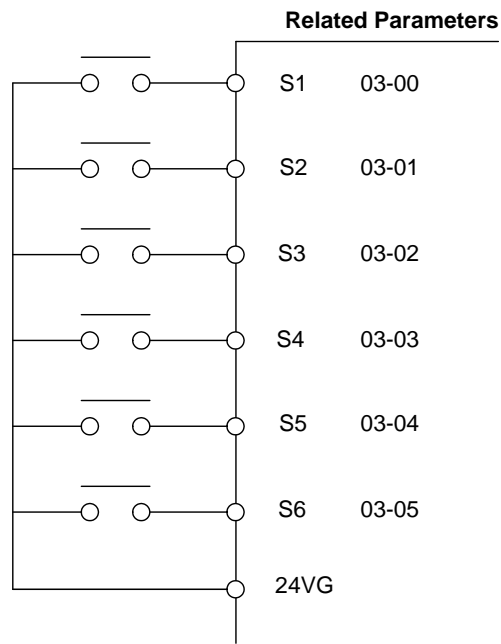 Related Parameters
S1 03-00
S2 03-01
S3 03-02
S4 03-03
S5 03-04
S6 03-05
24VG